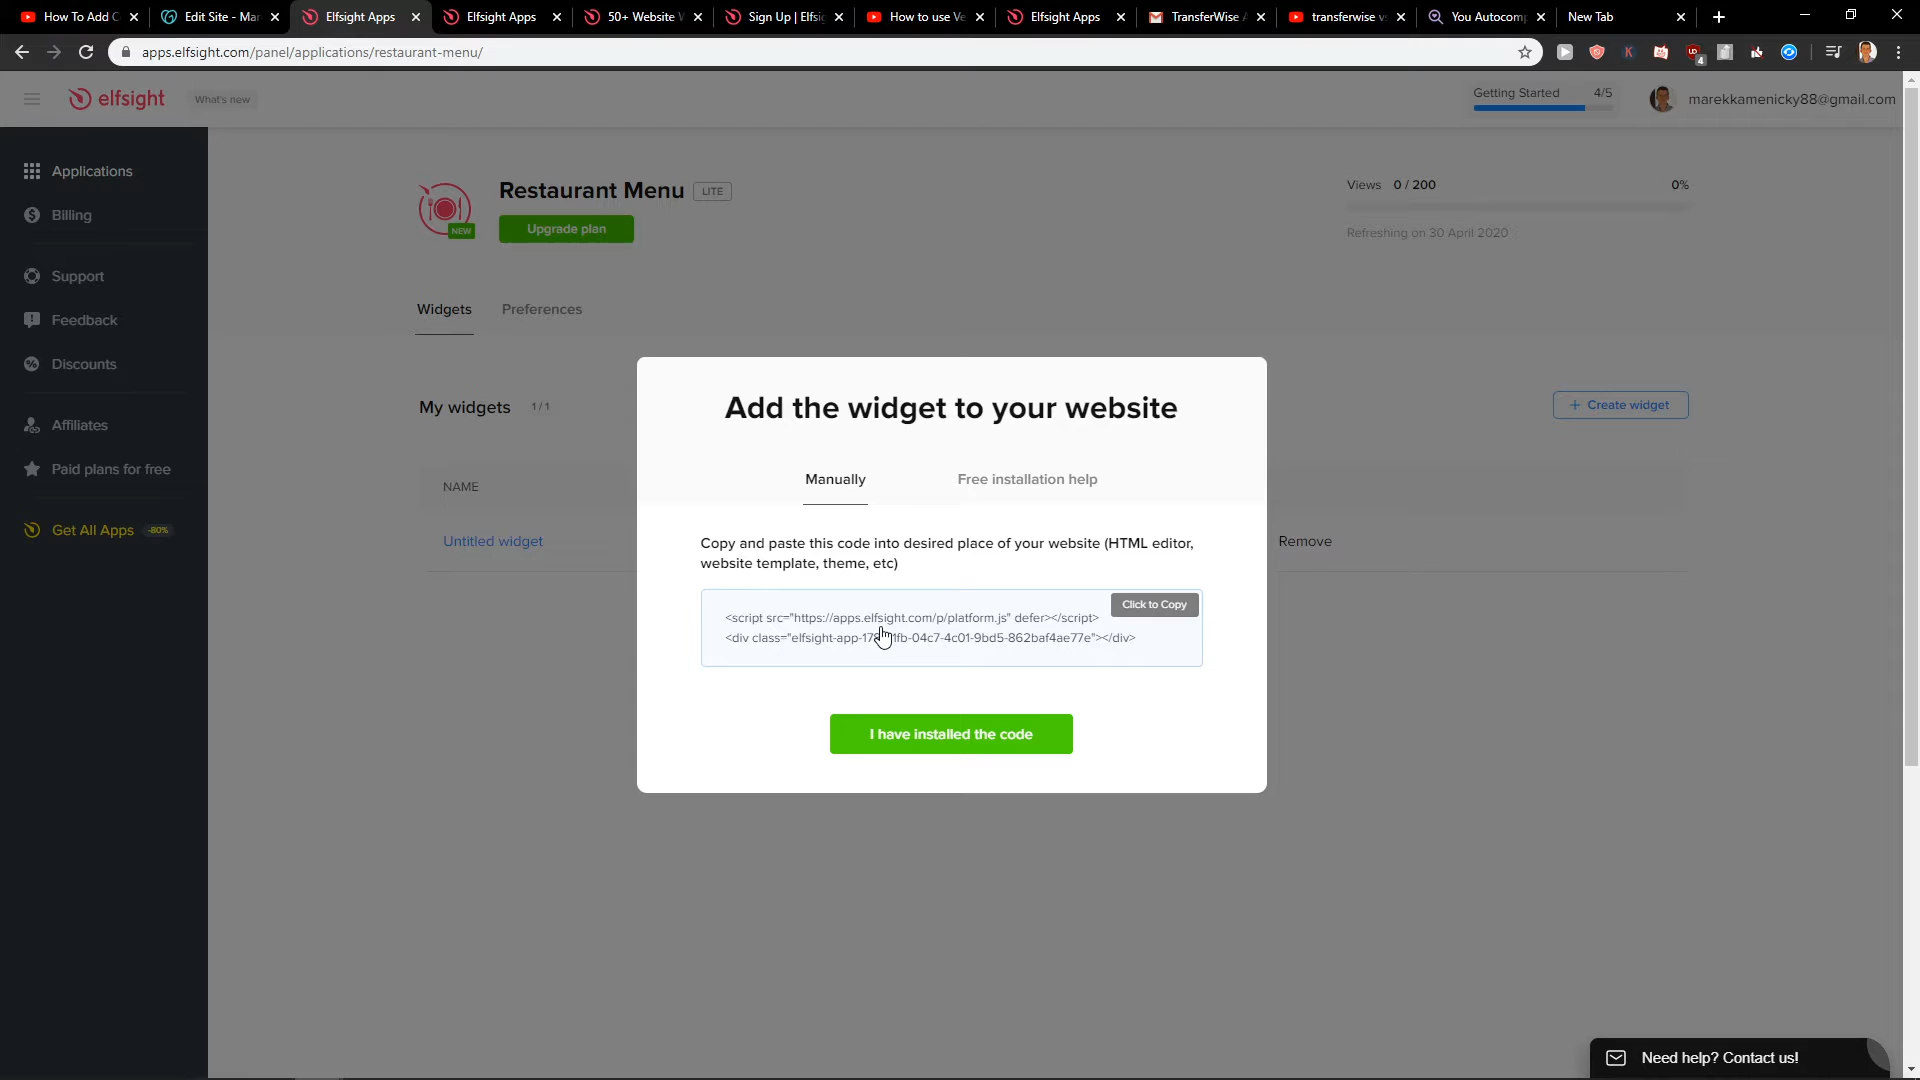 How To Add C
Edit Site - Mar
Elfsight Apps
Elfsight Apps
50+ Website W
Sign Up | Elfsig
How to use Ve
Elfsight Apps
TransferWise A
transferwise vs
You Autocomp
New Tab
apps.elfsight.com/panel/applications/restaurant-menu/
4
elfsight
What's new
Getting Started 4/5
marekkamenicky88@gmail.com
Applications
Billing
Support
Feedback
Discounts
Affiliates
Paid plans for free
Get All Apps -80%
NEW
Restaurant Menu LITE
Upgrade plan
Views 0 / 200 0%
Refreshing on 30 April 2020
Widgets Preferences
My widgets 1 / 1
+ Create widget
NAME
Untitled widget
Remove
Add the widget to your website
Manually Free installation help
Copy and paste this code into desired place of your website (HTML editor,
website template, theme, etc)
Click to Copy
<script src="https://apps.elfsight.com/p/platform.js" defer></script>
<div class="elfsight-app-17 1fb-04c7-4c01-9bd5-862baf4ae77e"></div>
I have installed the code
Need help? Contact us!